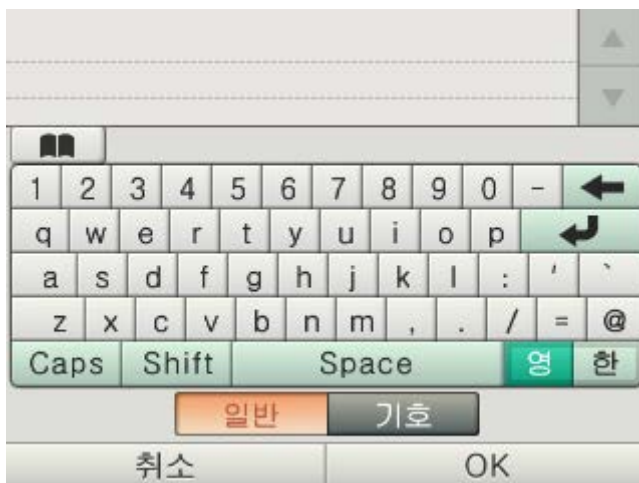 1 2 3 4 5 6 7 8 9 0 -
q w e r t y u i o p
a s d f g h j k l : ' `
z x c v b n m , . / = @
Caps Shift Space 영 한
일반 기호
취소 OK